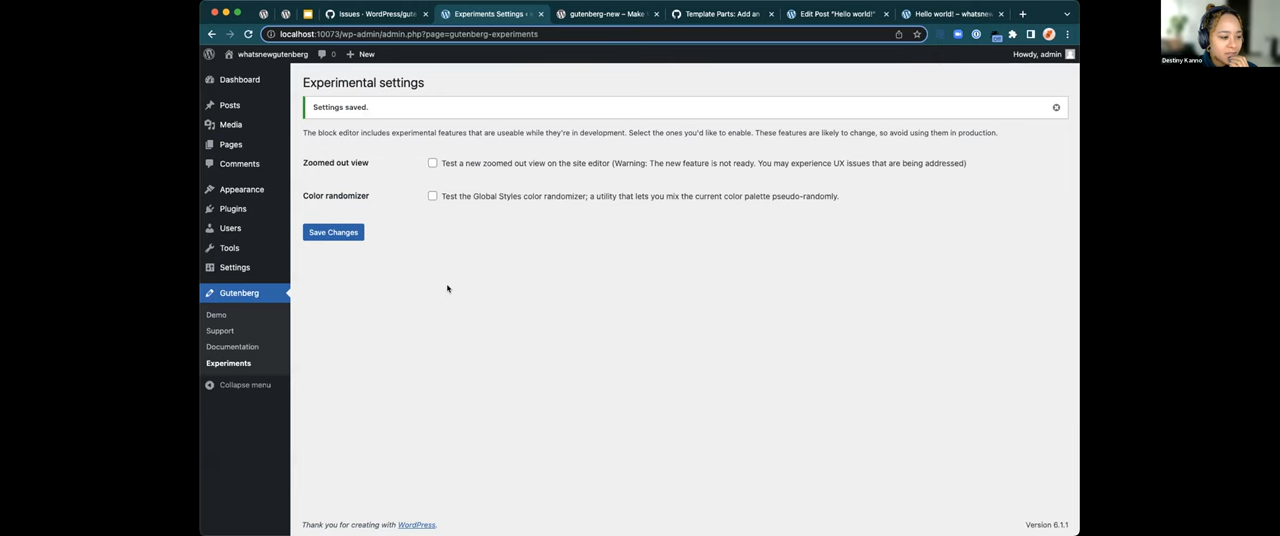 Issues · WordPress/gute
Experiments Settings ‹
gutenberg-new – Make
Template Parts: Add an
Edit Post "Hello world!"
Hello world! – whatsnew
localhost:10073/wp-admin/admin.php?page=gutenberg-experiments
whatsnewgutenberg
0
New
Howdy, admin
Destiny Kanno
Dashboard
Posts
Media
Pages
Comments
Appearance
Plugins
Users
Tools
Settings
Gutenberg
Demo
Support
Documentation
Experiments
Collapse menu
Experimental settings
Settings saved.
The block editor includes experimental features that are useable while they're in development. Select the ones you'd like to enable. These features are likely to change, so avoid using them in production.
Zoomed out view
Test a new zoomed out view on the site editor (Warning: The new feature is not ready. You may experience UX issues that are being addressed)
Color randomizer
Test the Global Styles color randomizer; a utility that lets you mix the current color palette pseudo-randomly.
Save Changes
Thank you for creating with WordPress.
Version 6.1.1